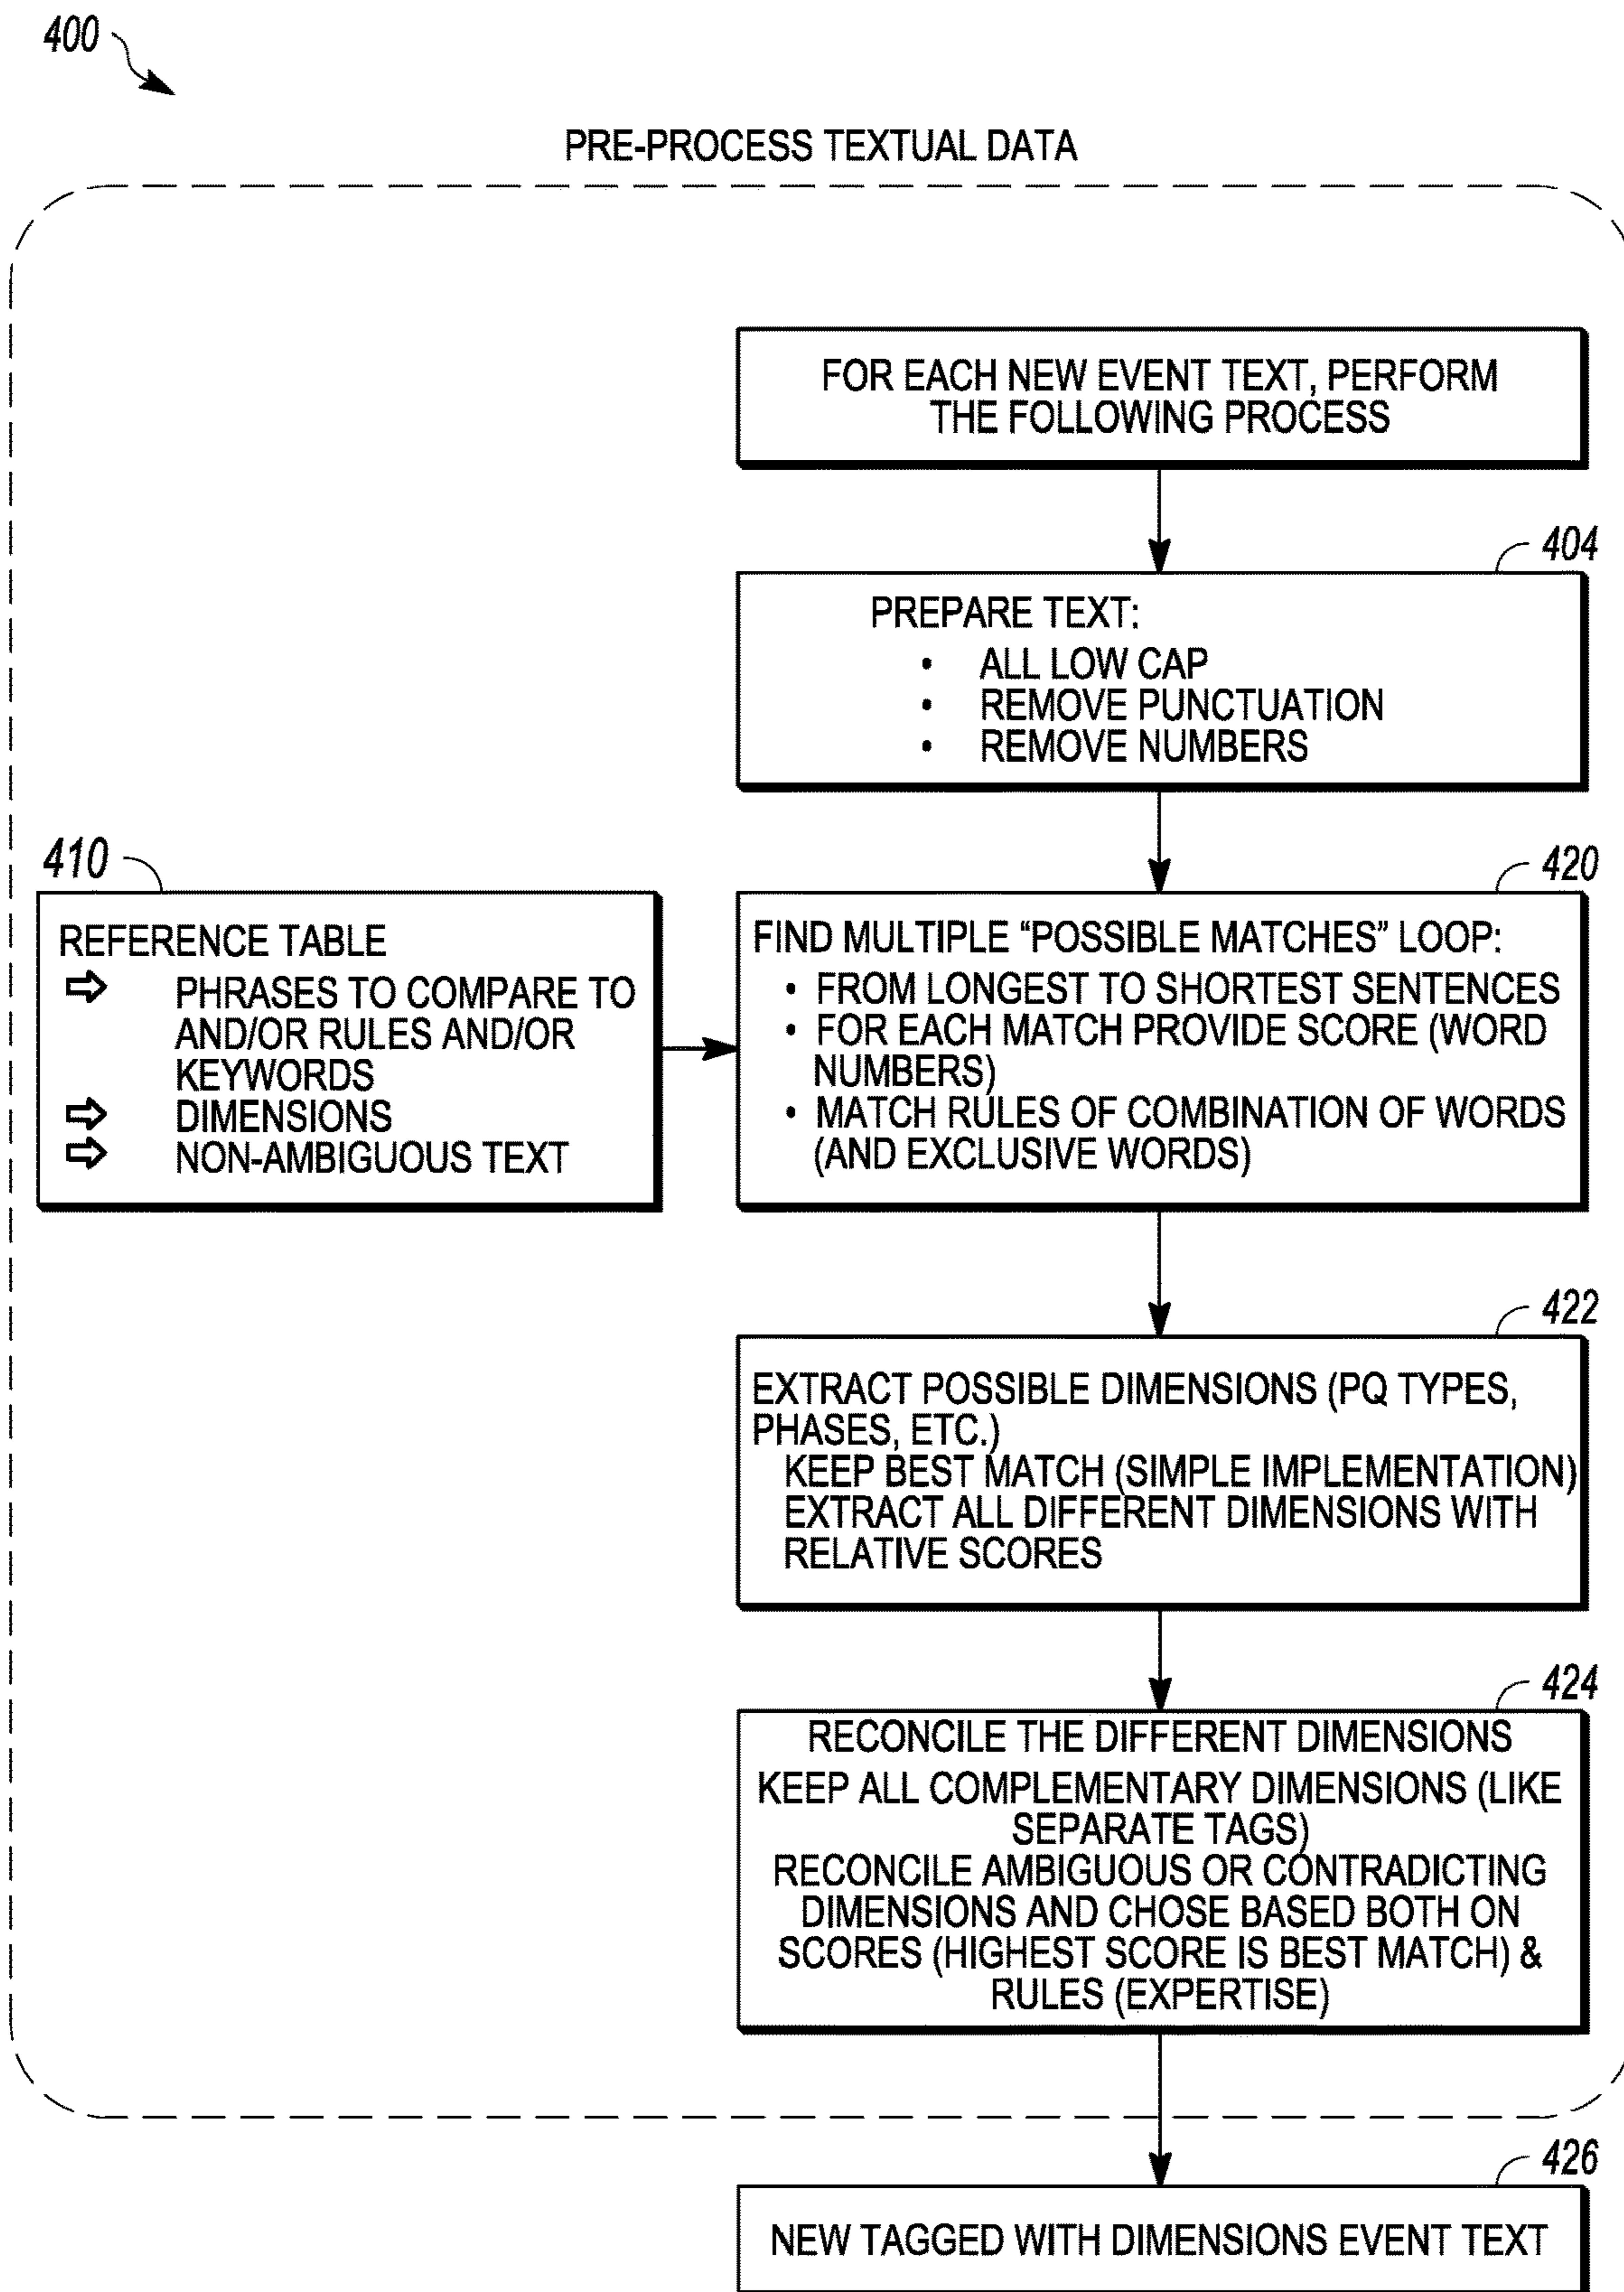 400
PRE-PROCESS TEXTUAL DATA
FOR EACH NEW EVENT TEXT, PERFORM
THE FOLLOWING PROCESS
404
PREPARE TEXT:
• ALL LOW CAP
• REMOVE PUNCTUATION
• REMOVE NUMBERS
410
REFERENCE TABLE
⇨ PHRASES TO COMPARE TO
AND/OR RULES AND/OR
KEYWORDS
⇨ DIMENSIONS
⇨ NON-AMBIGUOUS TEXT
420
FIND MULTIPLE “POSSIBLE MATCHES” LOOP:
• FROM LONGEST TO SHORTEST SENTENCES
• FOR EACH MATCH PROVIDE SCORE (WORD
NUMBERS)
• MATCH RULES OF COMBINATION OF WORDS
(AND EXCLUSIVE WORDS)
422
EXTRACT POSSIBLE DIMENSIONS (PQ TYPES,
PHASES, ETC.)
KEEP BEST MATCH (SIMPLE IMPLEMENTATION)
EXTRACT ALL DIFFERENT DIMENSIONS WITH
RELATIVE SCORES
424
RECONCILE THE DIFFERENT DIMENSIONS
KEEP ALL COMPLEMENTARY DIMENSIONS (LIKE
SEPARATE TAGS)
RECONCILE AMBIGUOUS OR CONTRADICTING
DIMENSIONS AND CHOSE BASED BOTH ON
SCORES (HIGHEST SCORE IS BEST MATCH) &
RULES (EXPERTISE)
426
NEW TAGGED WITH DIMENSIONS EVENT TEXT